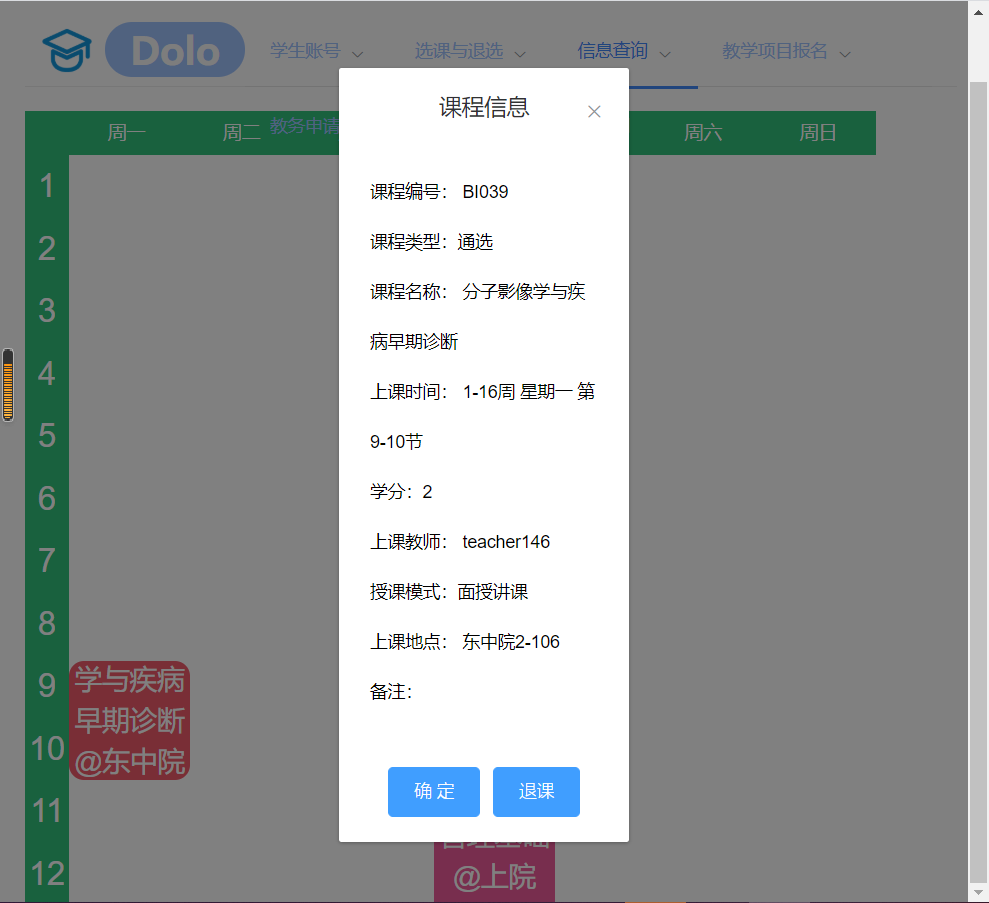 Dolo
学生账号
选课与退选
信息查询
教学项目报名
教务申请
周一
周二
周六
周日
课程信息
课程编号： BI039
课程类型：通选
课程名称： 分子影像学与疾
病早期诊断
上课时间： 1-16周 星期一 第
9-10节
学分：2
上课教师： teacher146
授课模式：面授讲课
上课地点： 东中院2-106
备注：
确 定
退课
1
2
3
4
5
6
7
8
9
10
11
12
学与疾病
早期诊断
@东中院
@上院